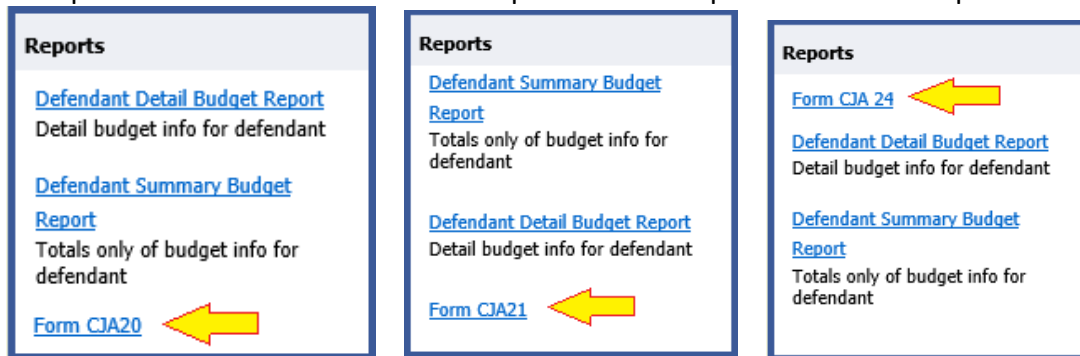 Reports
Defendant Detail Budget Report
Detail budget info for defendant
Defendant Summary Budget
Report
Totals only of budget info for
defendant
Form CJA20
Reports
Defendant Summary Budget
Report
Totals only of budget info for
defendant
Defendant Detail Budget Report
Detail budget info for defendant
Form CJA21
Reports
Form CJA 24
Defendant Detail Budget Report
Detail budget info for defendant
Defendant Summary Budget
Report
Totals only of budget info for
defendant